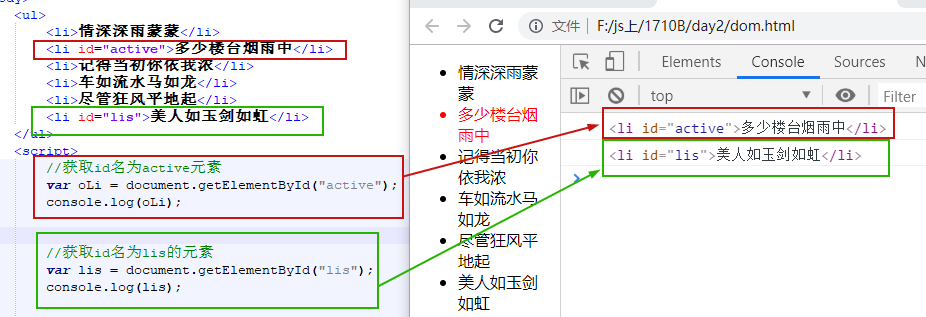 <ul>
<li>情深深雨蒙蒙</li>
<li id="active">多少楼台烟雨中</li>
<li>记得当初你依我浓</li>
<li>车如流水马如龙</li>
<li>尽管狂风平地起</li>
<li id="lis">美人如玉剑如虹</li>
</ul>
<script>
//获取id名为active元素
var oLi = document.getElementById("active");
console.log(oLi);
//获取id名为lis的元素
var lis = document.getElementById("lis");
console.log(lis);
文件 | F:/js上/1710B/day2/dom.html
情深深雨蒙
蒙
多少楼台烟
雨中
记得当初你
依我浓
车如流水马
如龙
尽管狂风平
地起
美人如玉剑
如虹
Elements Console Sources
top Filter
<li id="active">多少楼台烟雨中</li>
<li id="lis">美人如玉剑如虹</li>